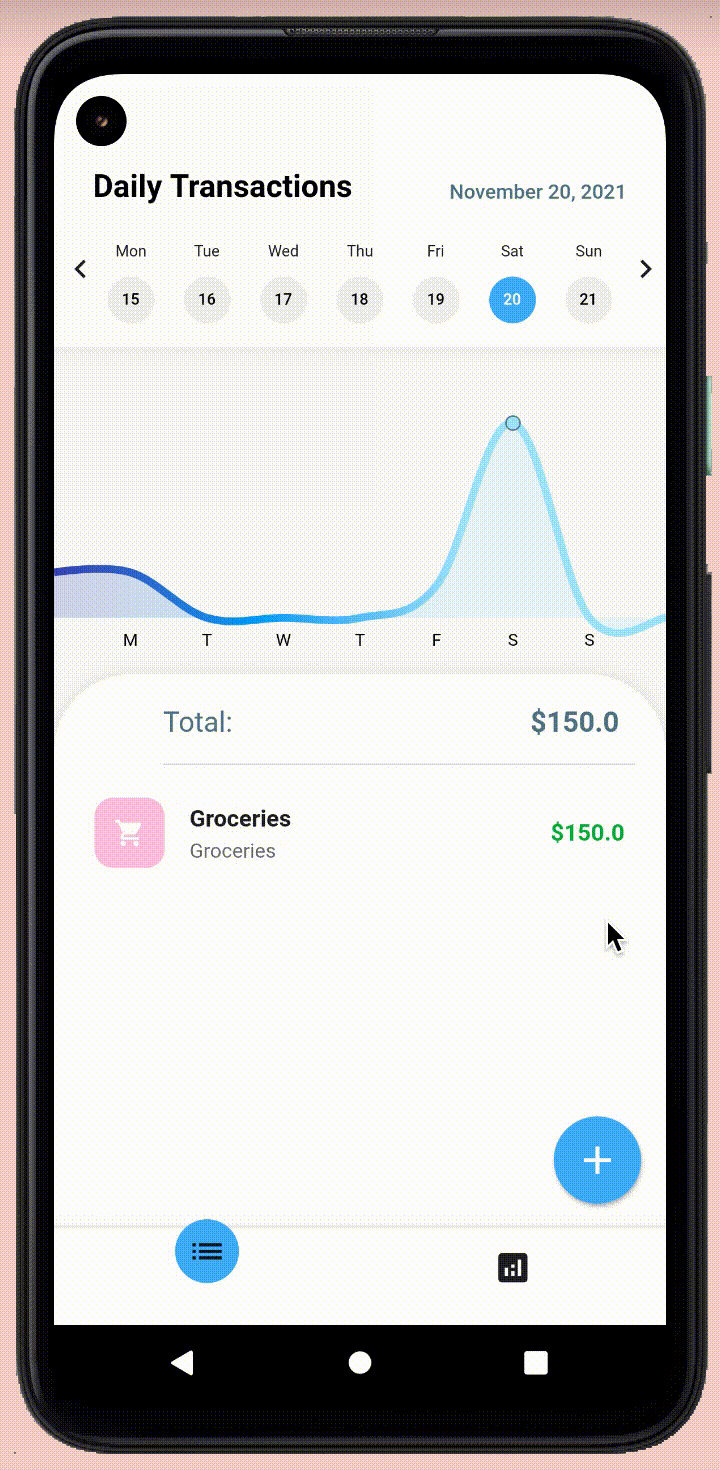 Daily Transactions
November 20, 2021
Mon Tue Wed Thu Fri Sat Sun
15 16 17 18 19 20 21
M T W T F S S
Total: $150.0
Groceries
Groceries
$150.0